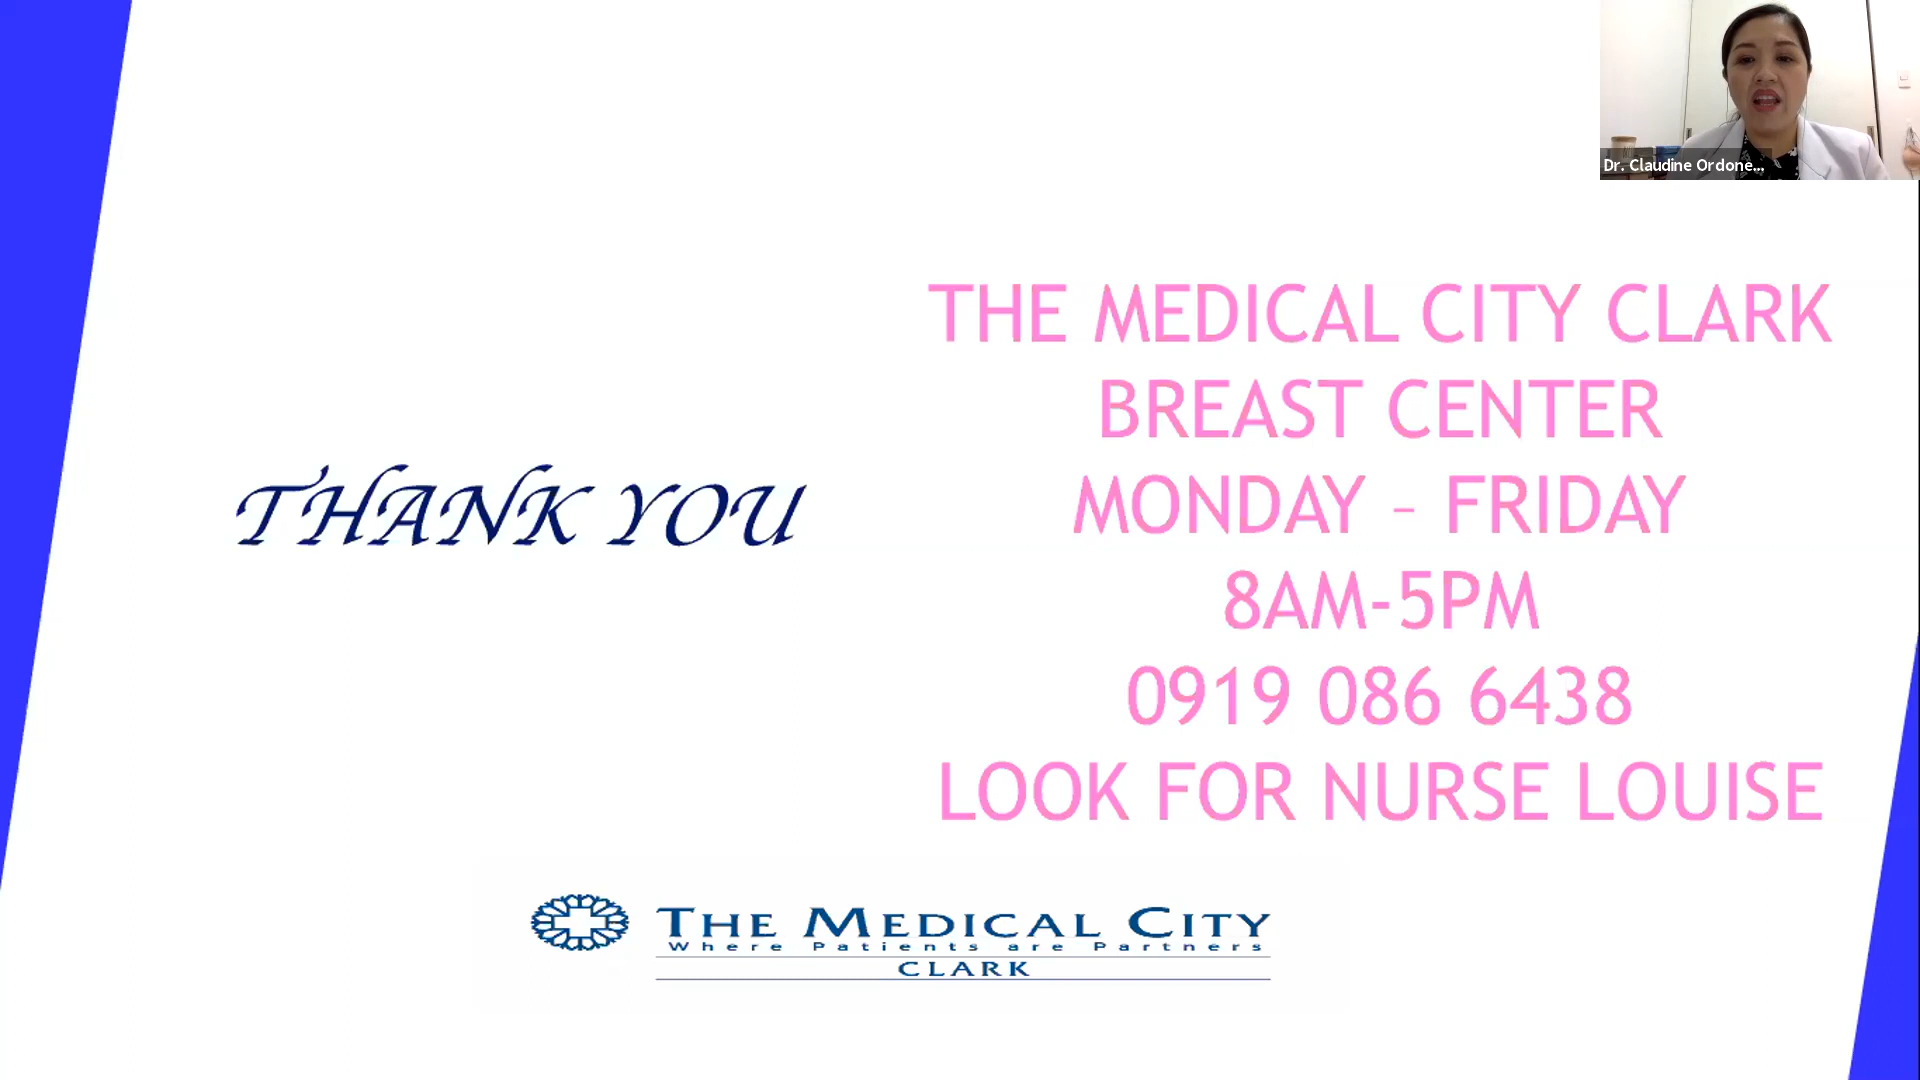 Dr. Claudine Ordone...
THANK YOU
THE MEDICAL CITY CLARK
BREAST CENTER
MONDAY – FRIDAY
8AM-5PM
0919 086 6438
LOOK FOR NURSE LOUISE
THE MEDICAL CITY
Where Patients are Partners
CLARK